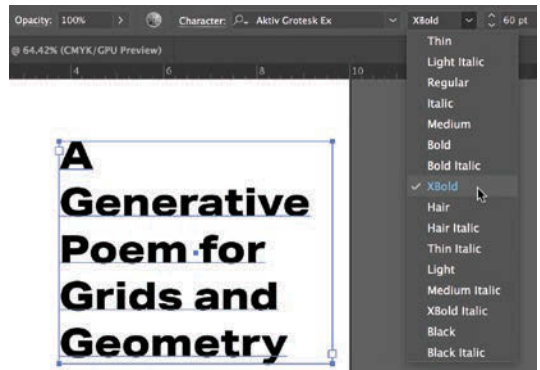 Opacity: 100% Character: Aktiv Grotesk Ex XBold 60 pt
@ 64.42% (CMYK/GPU Preview)
4 6 8 10
Thin
Light Italic
Regular
Italic
Medium
Bold
Bold Italic
XBold
Hair
Hair Italic
Thin Italic
Light
Medium Italic
XBold Italic
Black
Black Italic
A
Generative
Poem for
Grids and
Geometry